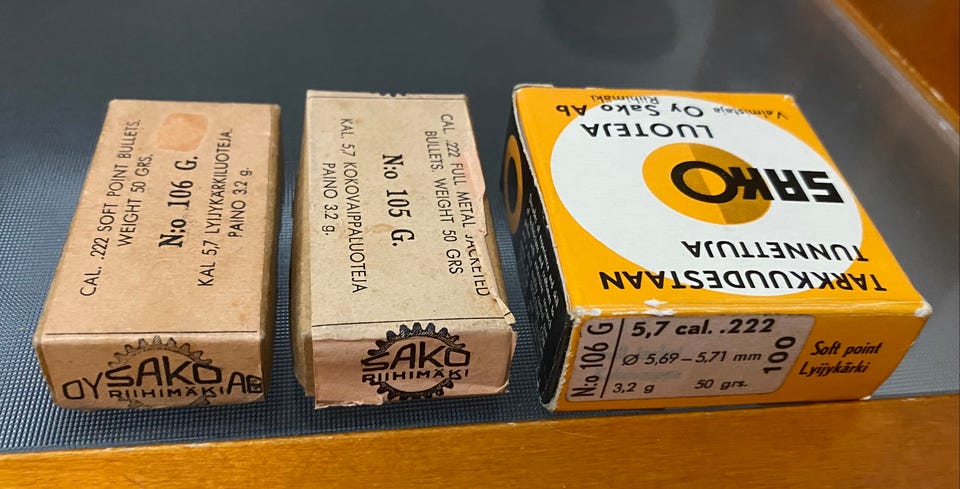 CAL. .222 SOFT POINT BULLETS.
WEIGHT 50 GRS.
N:o 106 G.
KAL 5,7 LYIJYKÄRKILUOTEJA.
PAINO 3.2 g.
OY SAKO AB
RIIHIMÄKI
CAL. .222 FULL METAL JACKETED
BULLETS. WEIGHT 50 GRS
N:o 105 G.
KAL. 5,7 KOKOVAIPPALUOTEJA
PAINO 3.2 g.
SAKO
RIIHIMÄKI
TARKKUUDESTAAN
TUNNETTUJA
SAKO
LUOTEJA
Valmistaja
Oy Sako Ab
Riihimäki
N:o 106 G
5,7 cal. .222
Ø 5,69 – 5,71 mm
3,2 g 50 grs.
100
Soft point
Lyijykärki